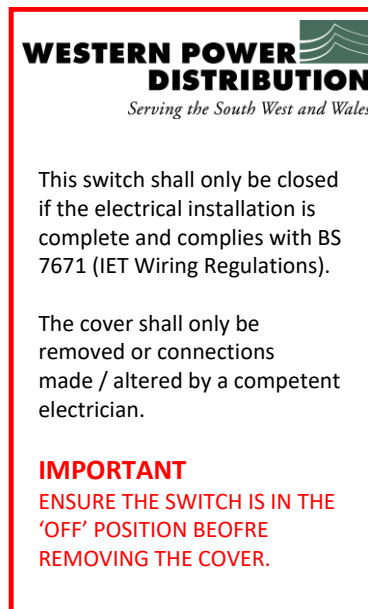 WESTERN POWER
DISTRIBUTION
Serving the South West and Wales
This switch shall only be closed
if the electrical installation is
complete and complies with BS
7671 (IET Wiring Regulations).
The cover shall only be
removed or connections
made / altered by a competent
electrician.
IMPORTANT
ENSURE THE SWITCH IS IN THE
‘OFF’ POSITION BEOFRE
REMOVING THE COVER.